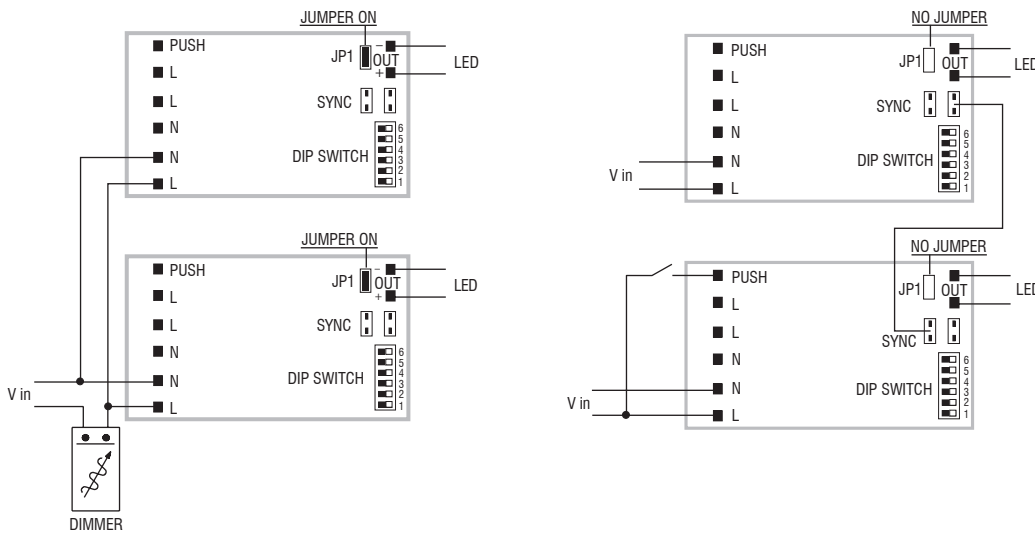 JUMPER ON
PUSH
JP1
–
OUT
+
LED
L
L
SYNC
N
DIP SWITCH
6
5
4
3
2
1
N
L
JUMPER ON
PUSH
JP1
–
OUT
+
LED
L
L
SYNC
N
DIP SWITCH
6
5
4
3
2
1
N
L
V in
DIMMER
NO JUMPER
PUSH
JP1
OUT
LED
L
L
SYNC
N
DIP SWITCH
6
5
4
3
2
1
N
L
V in
NO JUMPER
PUSH
JP1
OUT
LED
L
L
SYNC
N
DIP SWITCH
6
5
4
3
2
1
N
L
V in